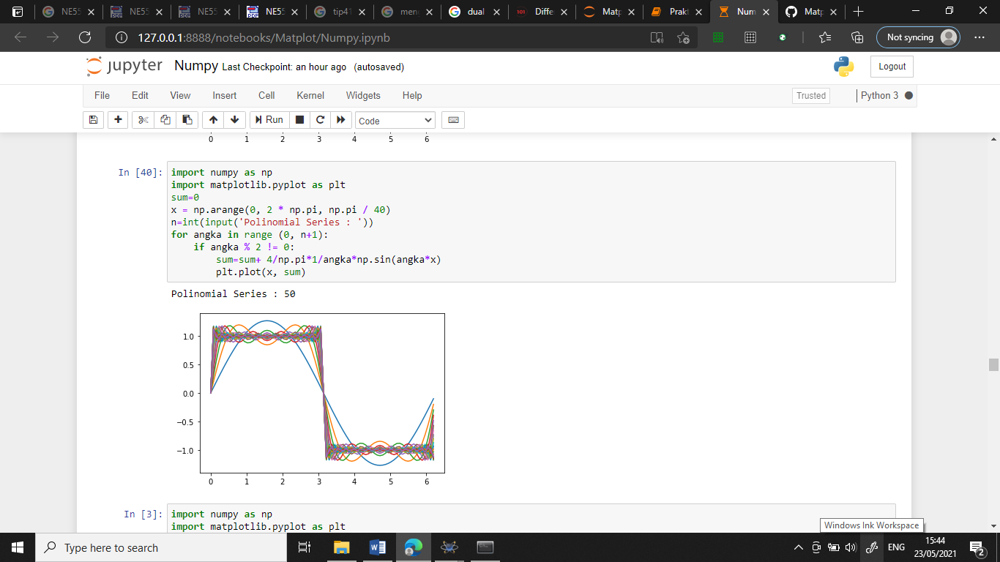 NE55
NE55
NE55
NE55
tip41
men
dual
Diffe
Matp
Prakt
Num
Matp
127.0.0.1:8888/notebooks/Matplot/Numpy.ipynb
Not syncing
jupyter Numpy Last Checkpoint: an hour ago (autosaved)
Logout
File Edit View Insert Cell Kernel Widgets Help
Trusted
Python 3
Run
Code
0 1 2 3 4 5 6
In [40]:
import numpy as np
import matplotlib.pyplot as plt
sum=0
x = np.arange(0, 2 * np.pi, np.pi / 40)
n=int(input('Polinomial Series : '))
for angka in range (0, n+1):
    if angka % 2 != 0:
        sum=sum+ 4/np.pi*1/angka*np.sin(angka*x)
        plt.plot(x, sum)
Polinomial Series : 50
1.0
0.5
0.0
−0.5
−1.0
0 1 2 3 4 5 6
In [3]:
import numpy as np
import matplotlib.pyplot as plt
Windows Ink Workspace
Type here to search
ENG
15:44
23/05/2021
2